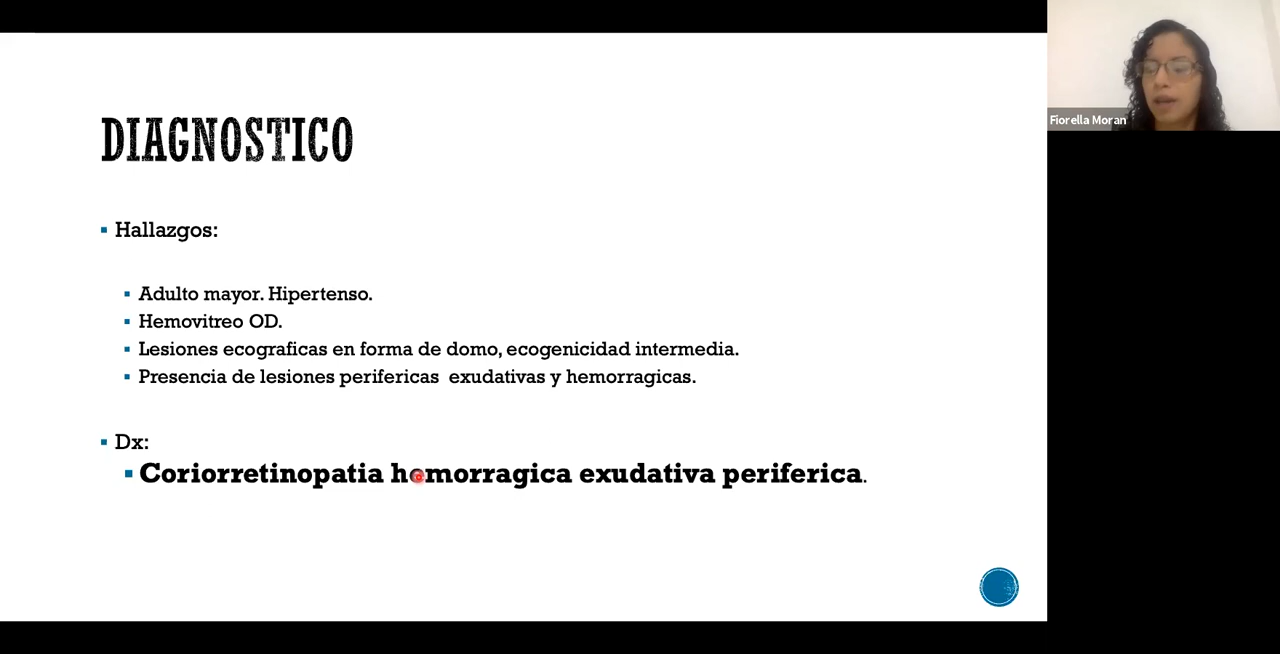 DIAGNOSTICO
Hallazgos:
Adulto mayor. Hipertenso.
Hemovitreo OD.
Lesiones ecograficas en forma de domo, ecogenicidad intermedia.
Presencia de lesiones perifericas exudativas y hemorragicas.
Dx:
Coriorretinopatia hemorragica exudativa periferica.
Fiorella Moran